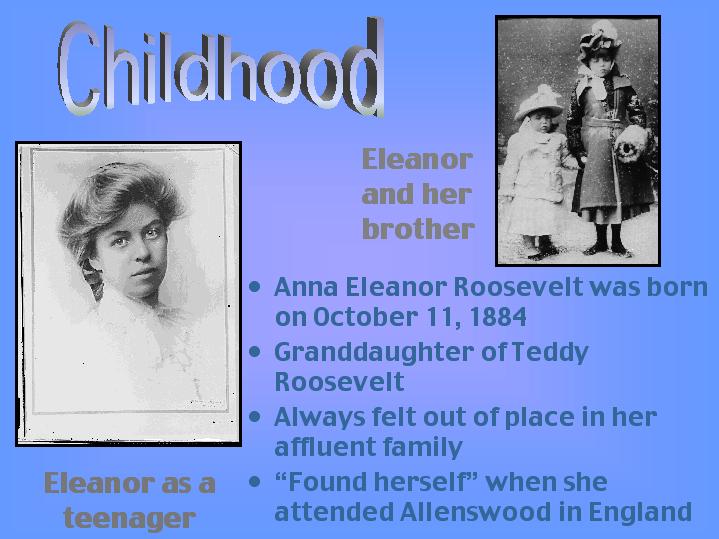 Childhood
Eleanor
and her
brother
• Anna Eleanor Roosevelt was born
on October 11, 1884
• Granddaughter of Teddy
Roosevelt
• Always felt out of place in her
affluent family
• “Found herself” when she
attended Allenswood in England
Eleanor as a
teenager